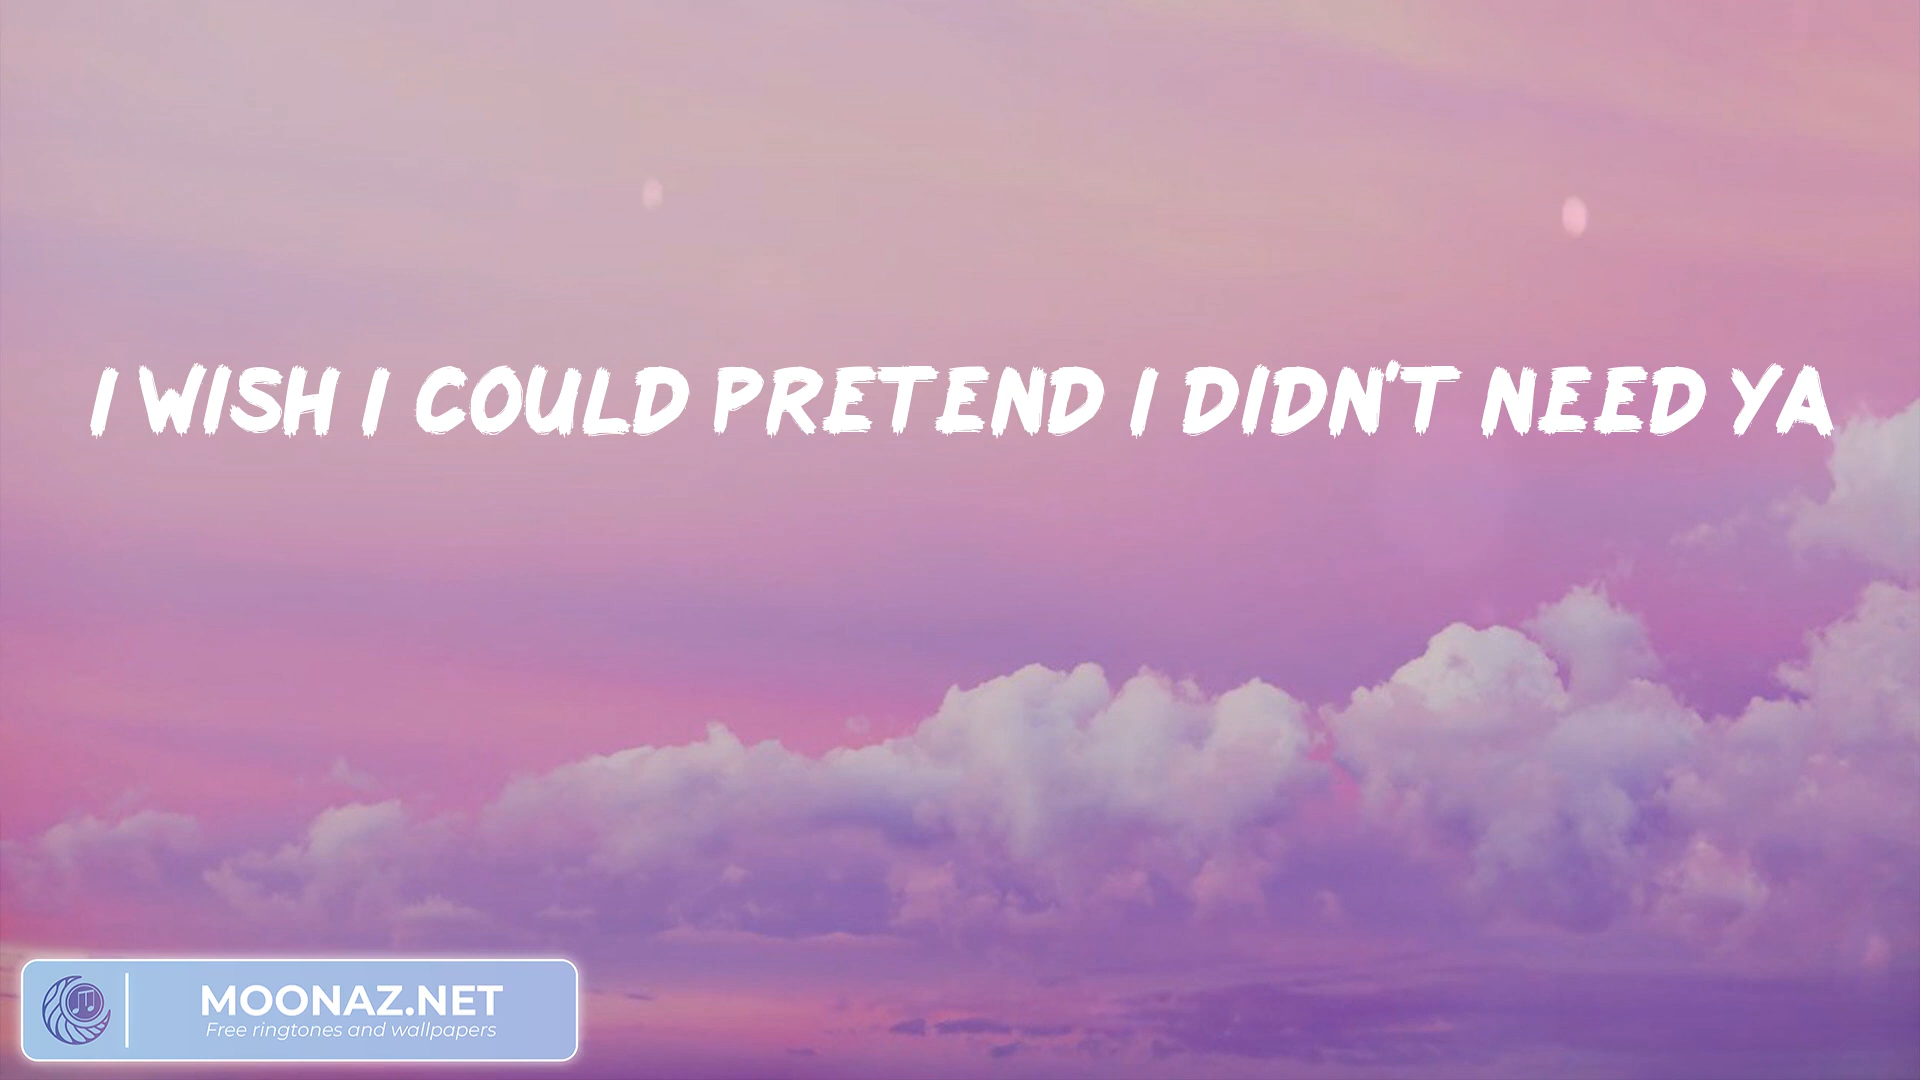 I WISH I COULD PRETEND I DIDN'T NEED YA
MOONAZ.NET
Free ringtones and wallpapers